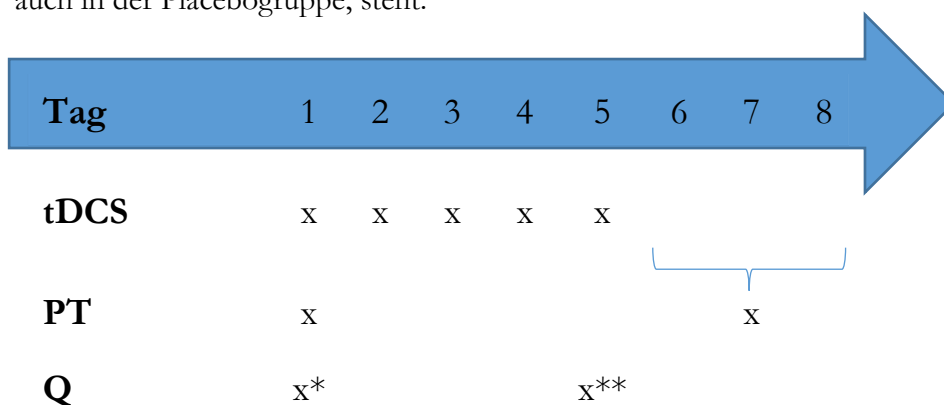 auch in der Placebogruppe, steht.
Tag 1 2 3 4 5 6 7 8
tDCS x x x x x
PT x x
Q x* x**